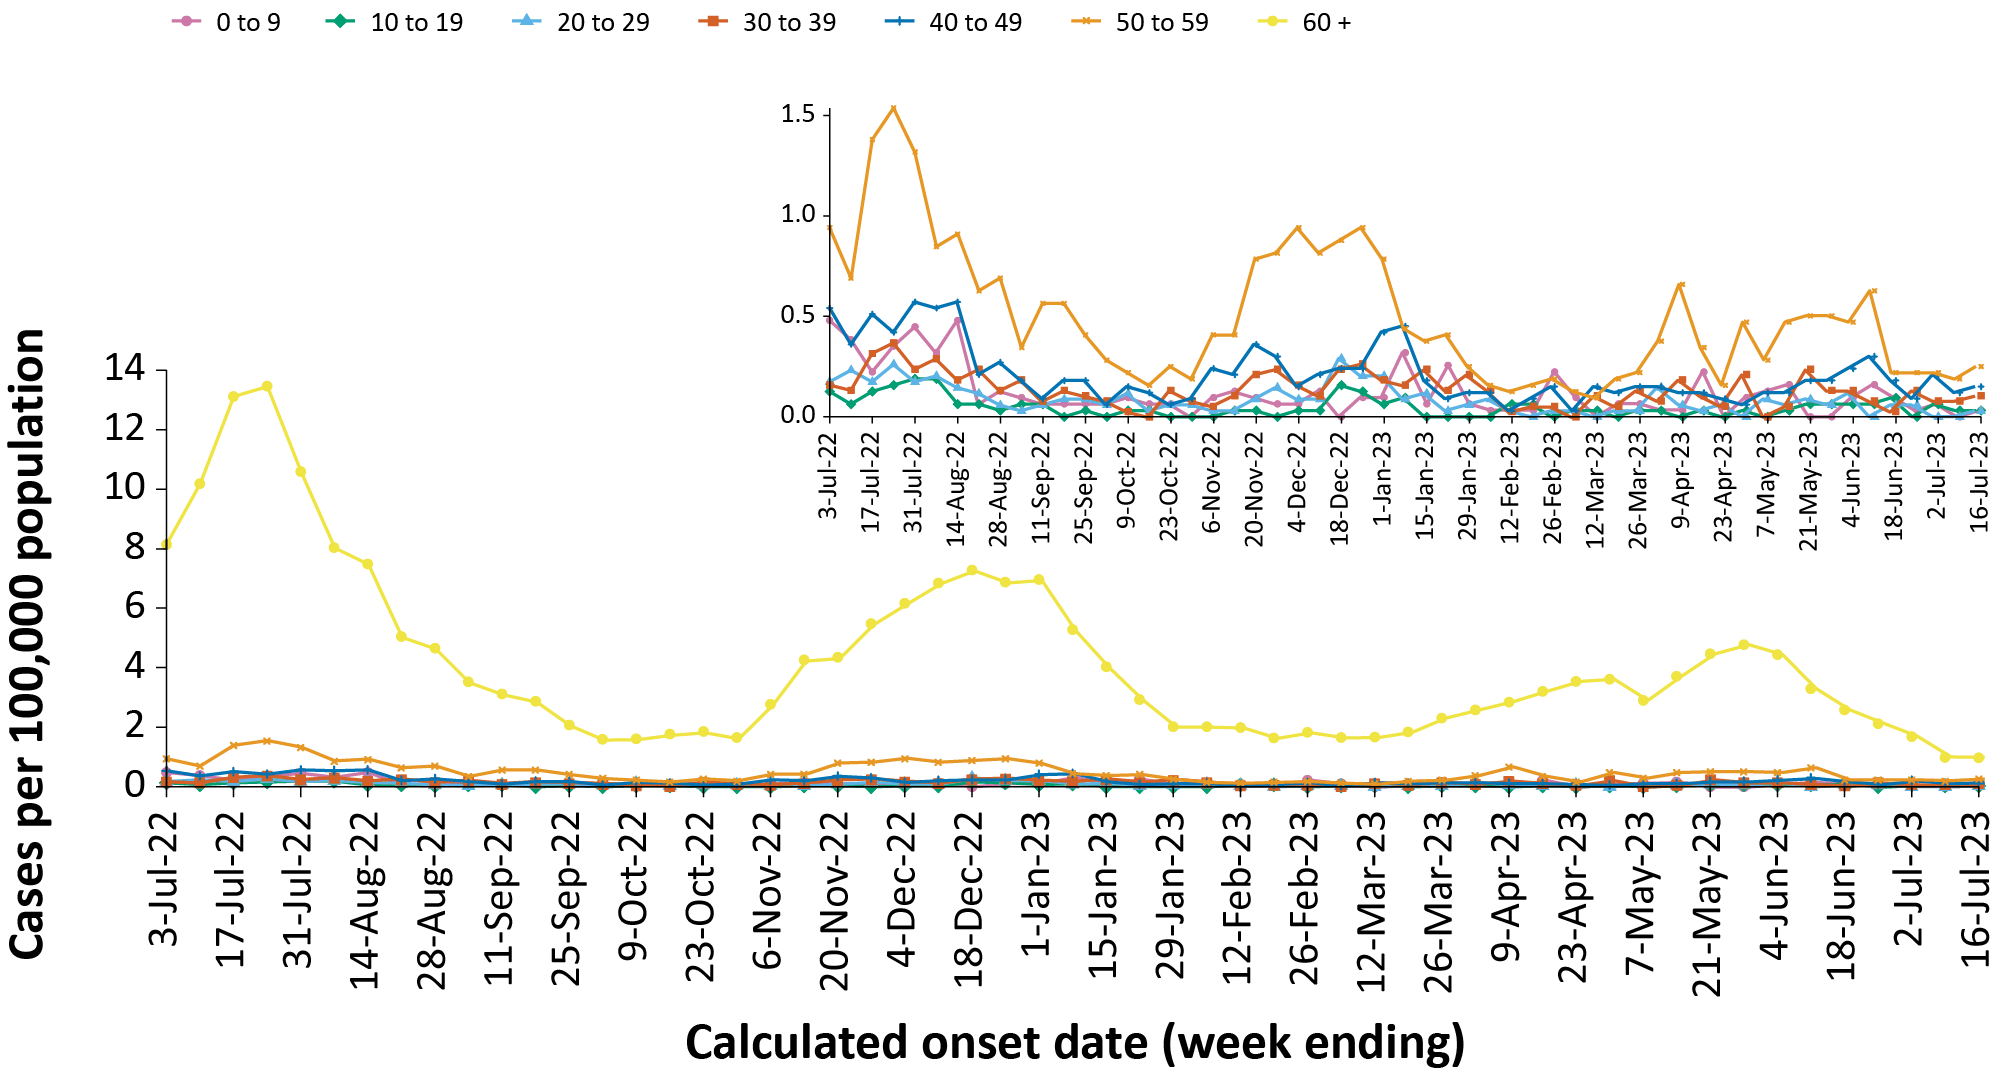 0 to 9 10 to 19 20 to 29 30 to 39 40 to 49 50 to 59 60 +
1.5
1.0
0.5
0.0
3-Jul-22 17-Jul-22 31-Jul-22 14-Aug-22 28-Aug-22 11-Sep-22 25-Sep-22 9-Oct-22 23-Oct-22 6-Nov-22 20-Nov-22 4-Dec-22 18-Dec-22 1-Jan-23 15-Jan-23 29-Jan-23 12-Feb-23 26-Feb-23 12-Mar-23 26-Mar-23 9-Apr-23 23-Apr-23 7-May-23 21-May-23 4-Jun-23 18-Jun-23 2-Jul-23 16-Jul-23
Cases per 100,000 population
14
12
10
8
6
4
2
0
3-Jul-22 17-Jul-22 31-Jul-22 14-Aug-22 28-Aug-22 11-Sep-22 25-Sep-22 9-Oct-22 23-Oct-22 6-Nov-22 20-Nov-22 4-Dec-22 18-Dec-22 1-Jan-23 15-Jan-23 29-Jan-23 12-Feb-23 26-Feb-23 12-Mar-23 26-Mar-23 9-Apr-23 23-Apr-23 7-May-23 21-May-23 4-Jun-23 18-Jun-23 2-Jul-23 16-Jul-23
Calculated onset date (week ending)